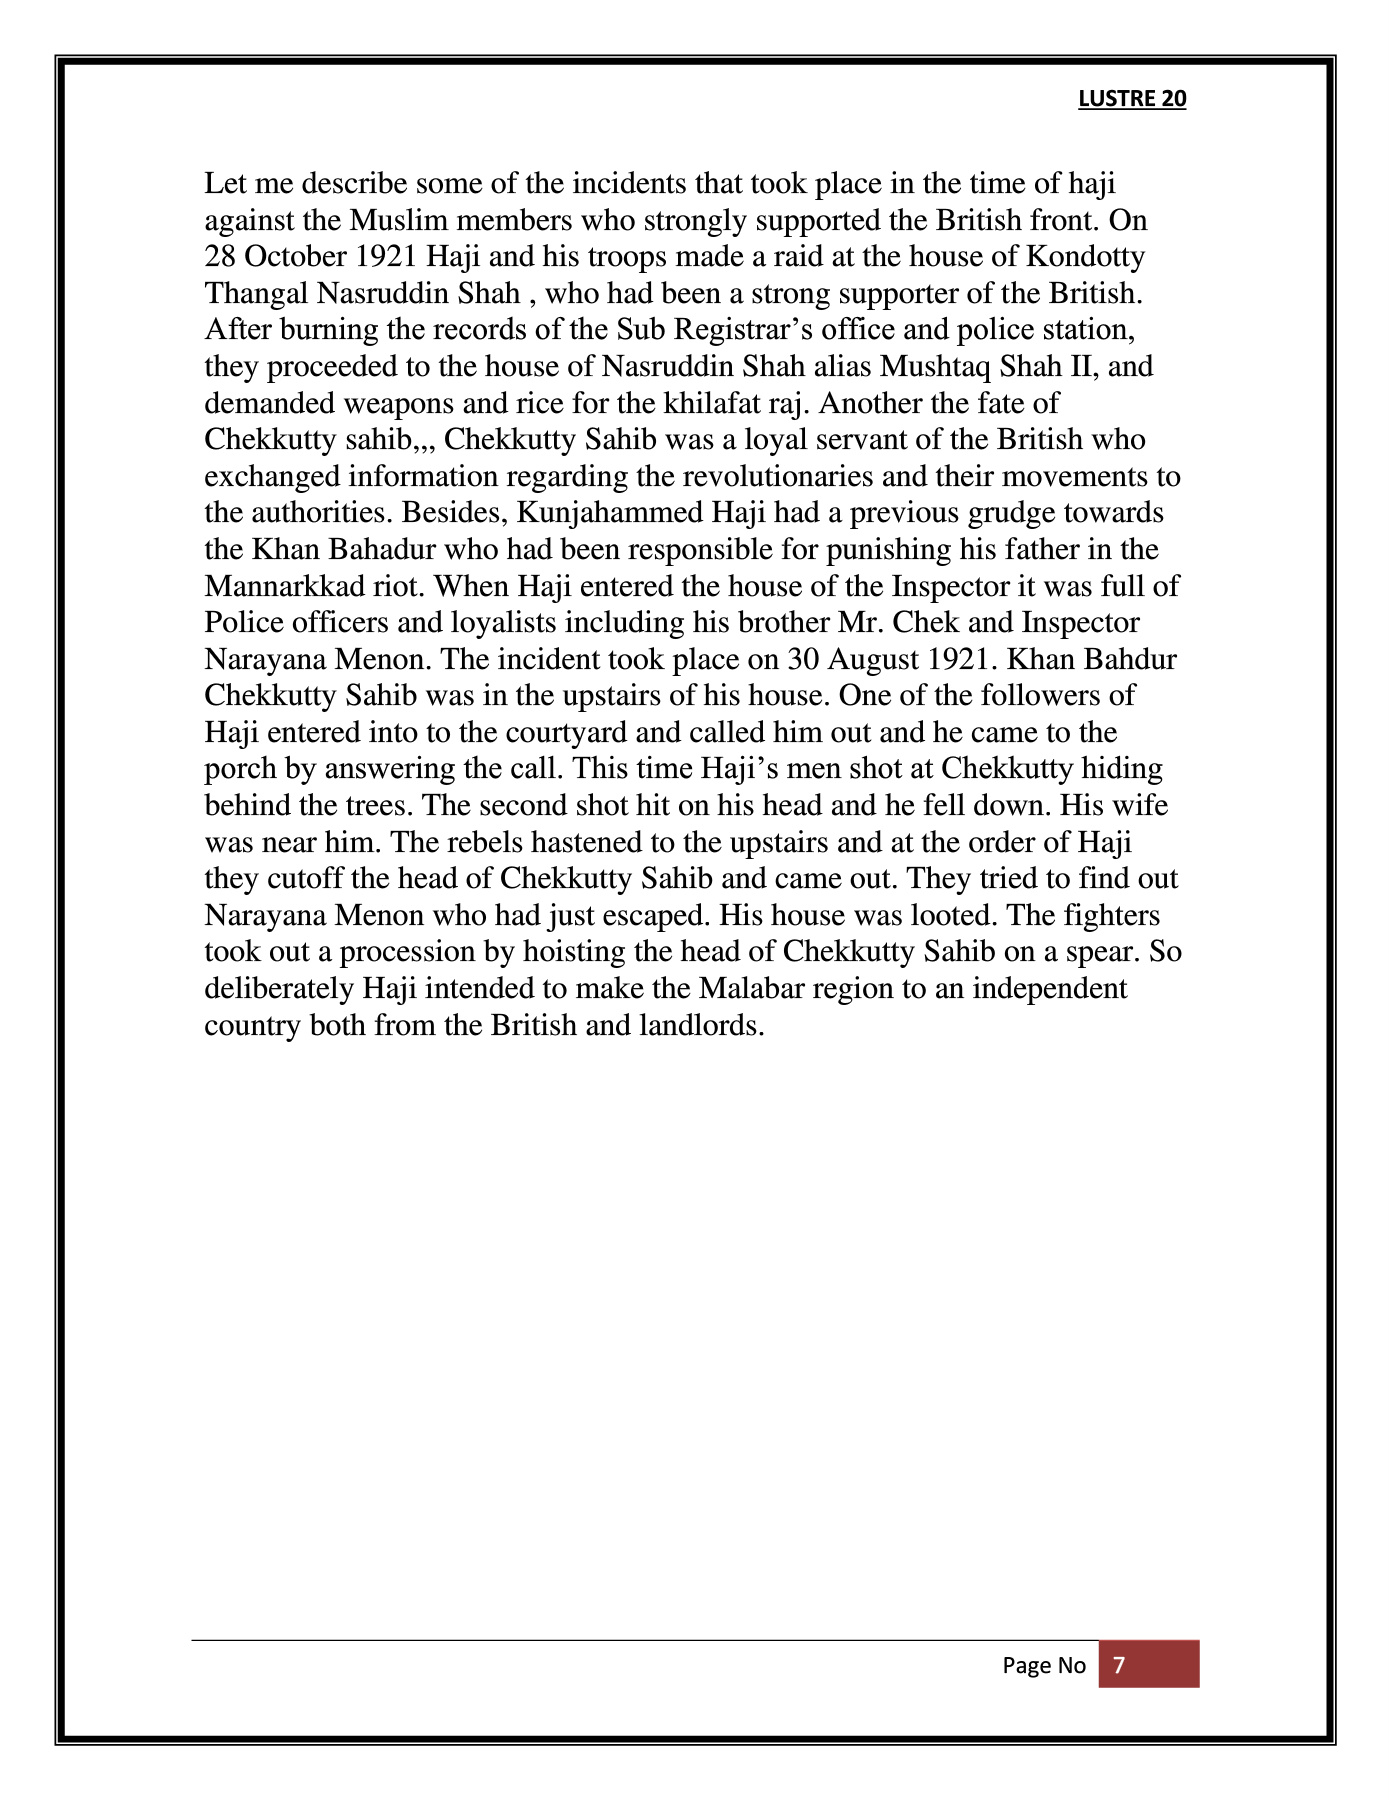 LUSTRE 20
Let me describe some of the incidents that took place in the time of haji
against the Muslim members who strongly supported the British front. On
28 October 1921 Haji and his troops made a raid at the house of Kondotty
Thangal Nasruddin Shah , who had been a strong supporter of the British.
After burning the records of the Sub Registrar’s office and police station,
they proceeded to the house of Nasruddin Shah alias Mushtaq Shah II, and
demanded weapons and rice for the khilafat raj. Another the fate of
Chekkutty sahib,,, Chekkutty Sahib was a loyal servant of the British who
exchanged information regarding the revolutionaries and their movements to
the authorities. Besides, Kunjahammed Haji had a previous grudge towards
the Khan Bahadur who had been responsible for punishing his father in the
Mannarkkad riot. When Haji entered the house of the Inspector it was full of
Police officers and loyalists including his brother Mr. Chek and Inspector
Narayana Menon. The incident took place on 30 August 1921. Khan Bahdur
Chekkutty Sahib was in the upstairs of his house. One of the followers of
Haji entered into to the courtyard and called him out and he came to the
porch by answering the call. This time Haji’s men shot at Chekkutty hiding
behind the trees. The second shot hit on his head and he fell down. His wife
was near him. The rebels hastened to the upstairs and at the order of Haji
they cutoff the head of Chekkutty Sahib and came out. They tried to find out
Narayana Menon who had just escaped. His house was looted. The fighters
took out a procession by hoisting the head of Chekkutty Sahib on a spear. So
deliberately Haji intended to make the Malabar region to an independent
country both from the British and landlords.
Page No 7